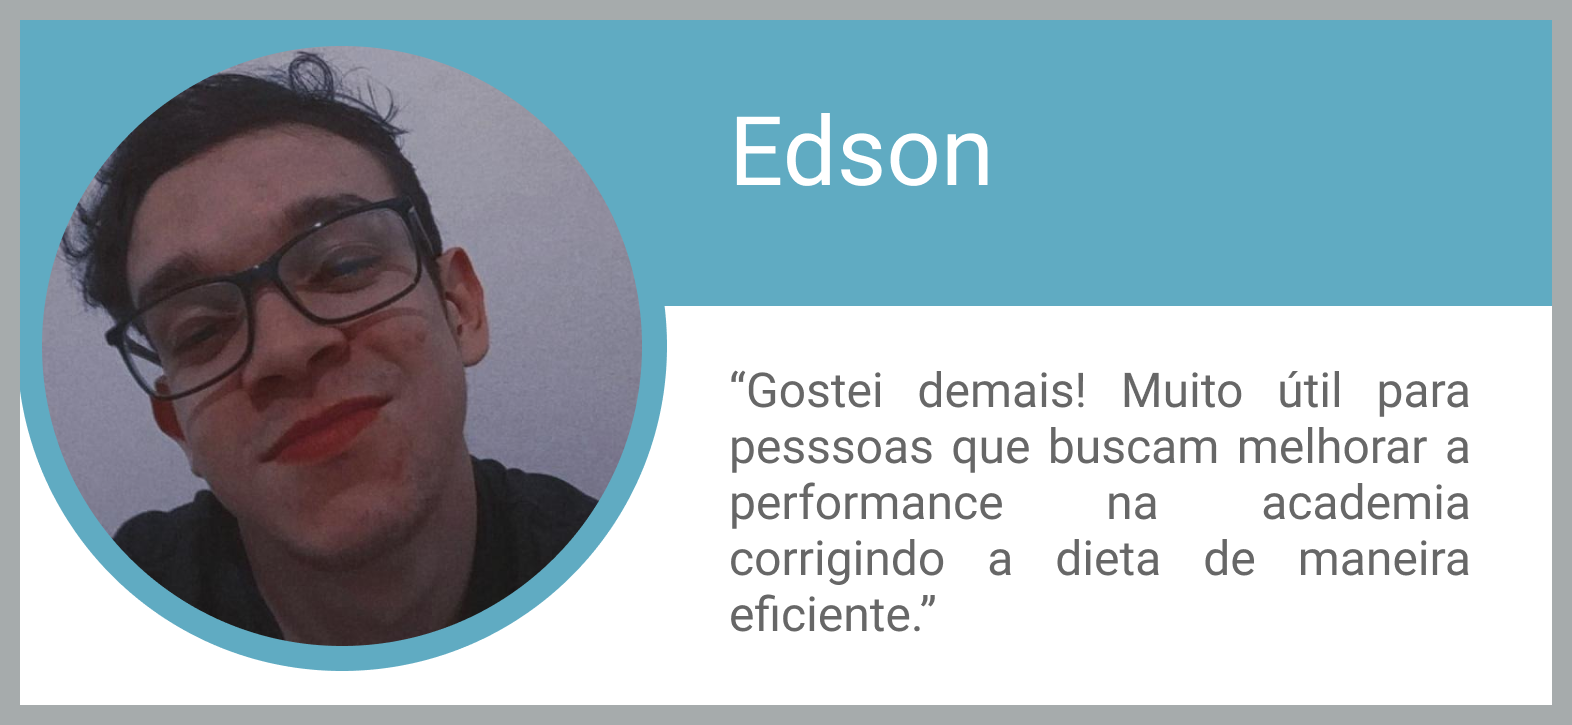 Edson
“Gostei demais! Muito útil para
pesssoas que buscam melhorar a
performance na academia
corrigindo a dieta de maneira
eficiente.”